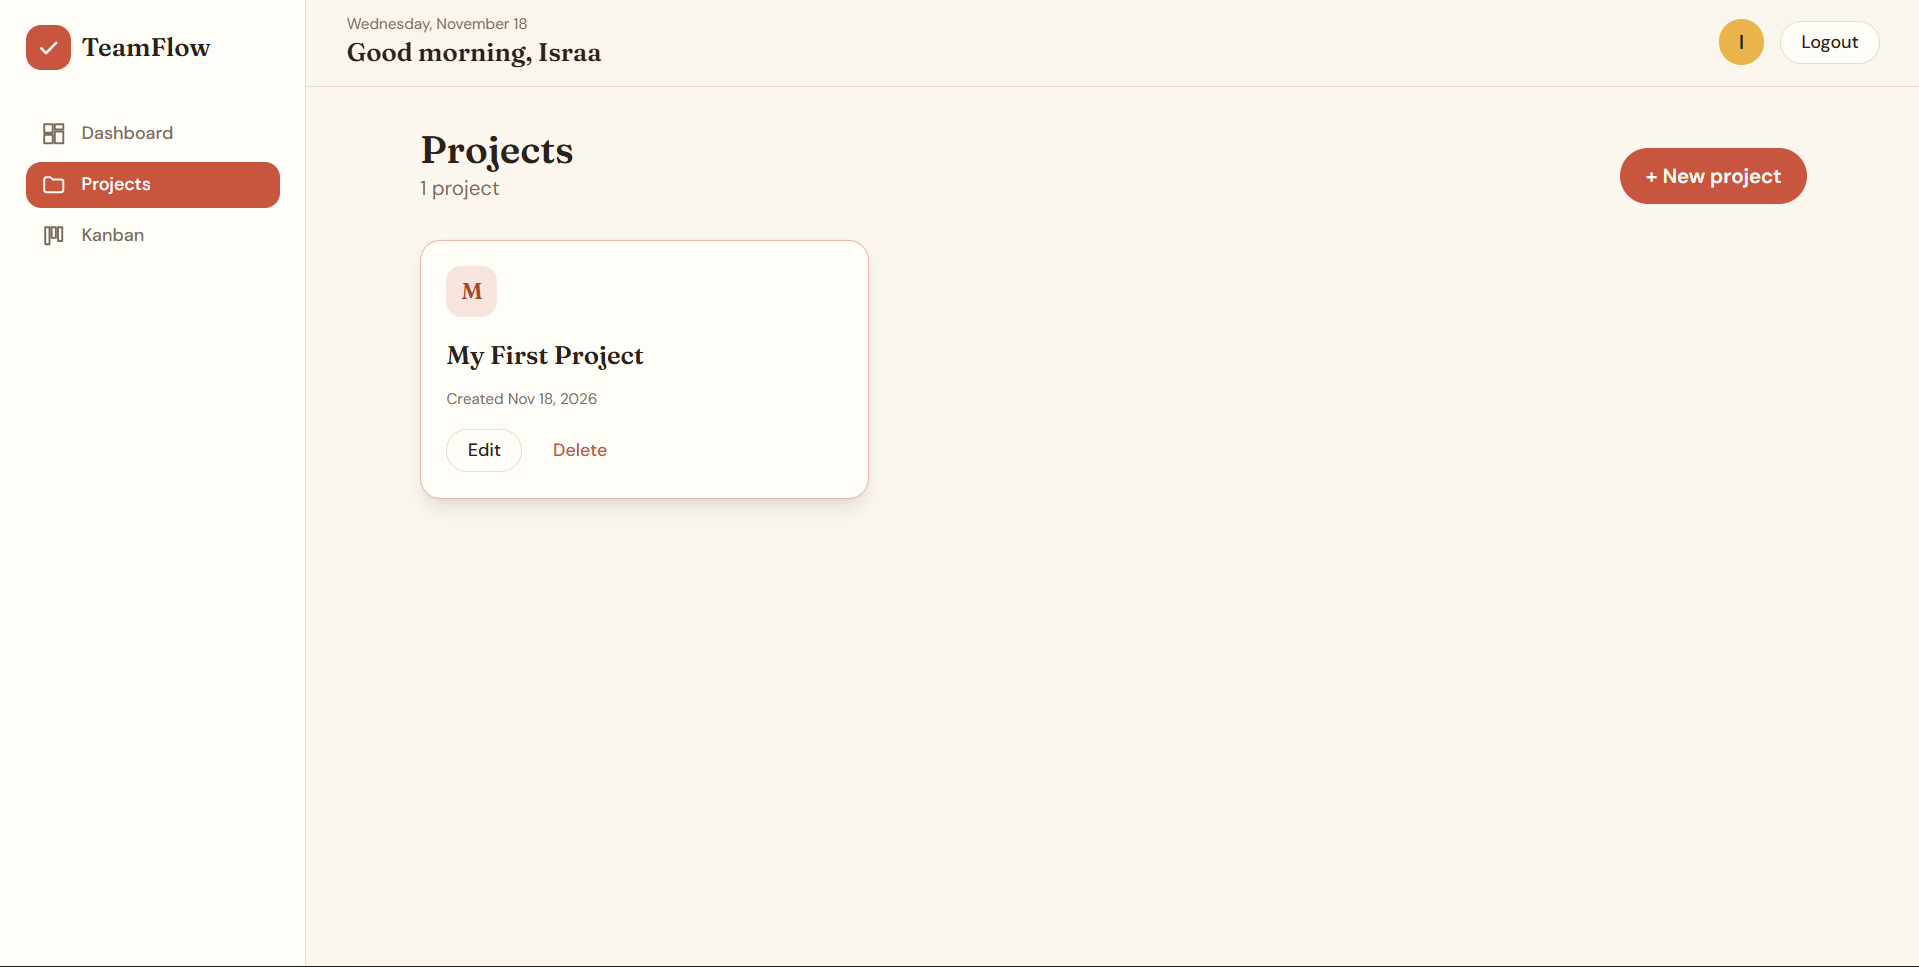 TeamFlow
Dashboard
Projects
Kanban
Wednesday, November 18
Good morning, Israa
I
Logout
Projects
1 project
+ New project
M
My First Project
Created Nov 18, 2026
Edit
Delete